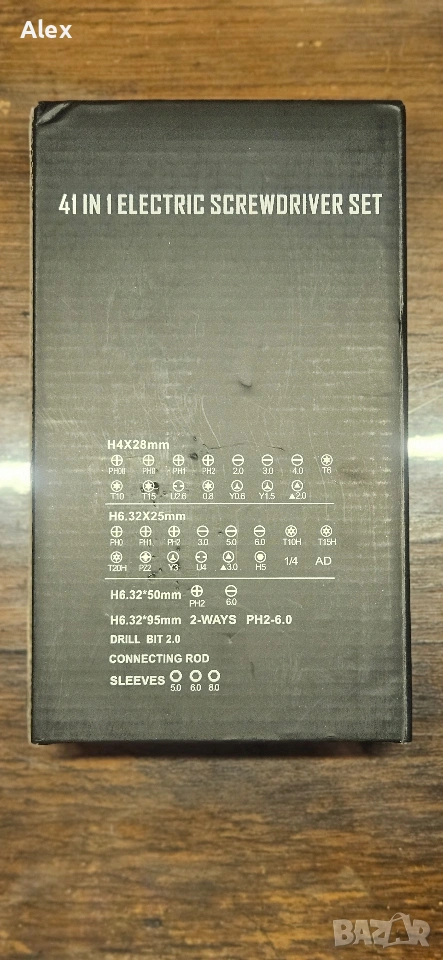 Alex
41 IN 1 ELECTRIC SCREWDRIVER SET
H4X28mm
PH00 PH0 PH1 PH2 2.0 3.0 4.0 T6
T10 T15 U2.6 0.8 Y0.6 Y1.5 ▲2.0
H6.32X25mm
PH0 PH1 PH2 3.0 5.0 6.0 T10H T15H
T20H PZ2 Y3 U4 ▲3.0 H5 1/4 AD
H6.32*50mm PH2 6.0
H6.32*95mm 2-WAYS PH2-6.0
DRILL BIT 2.0
CONNECTING ROD
SLEEVES 5.0 6.0 8.0
BAZAR